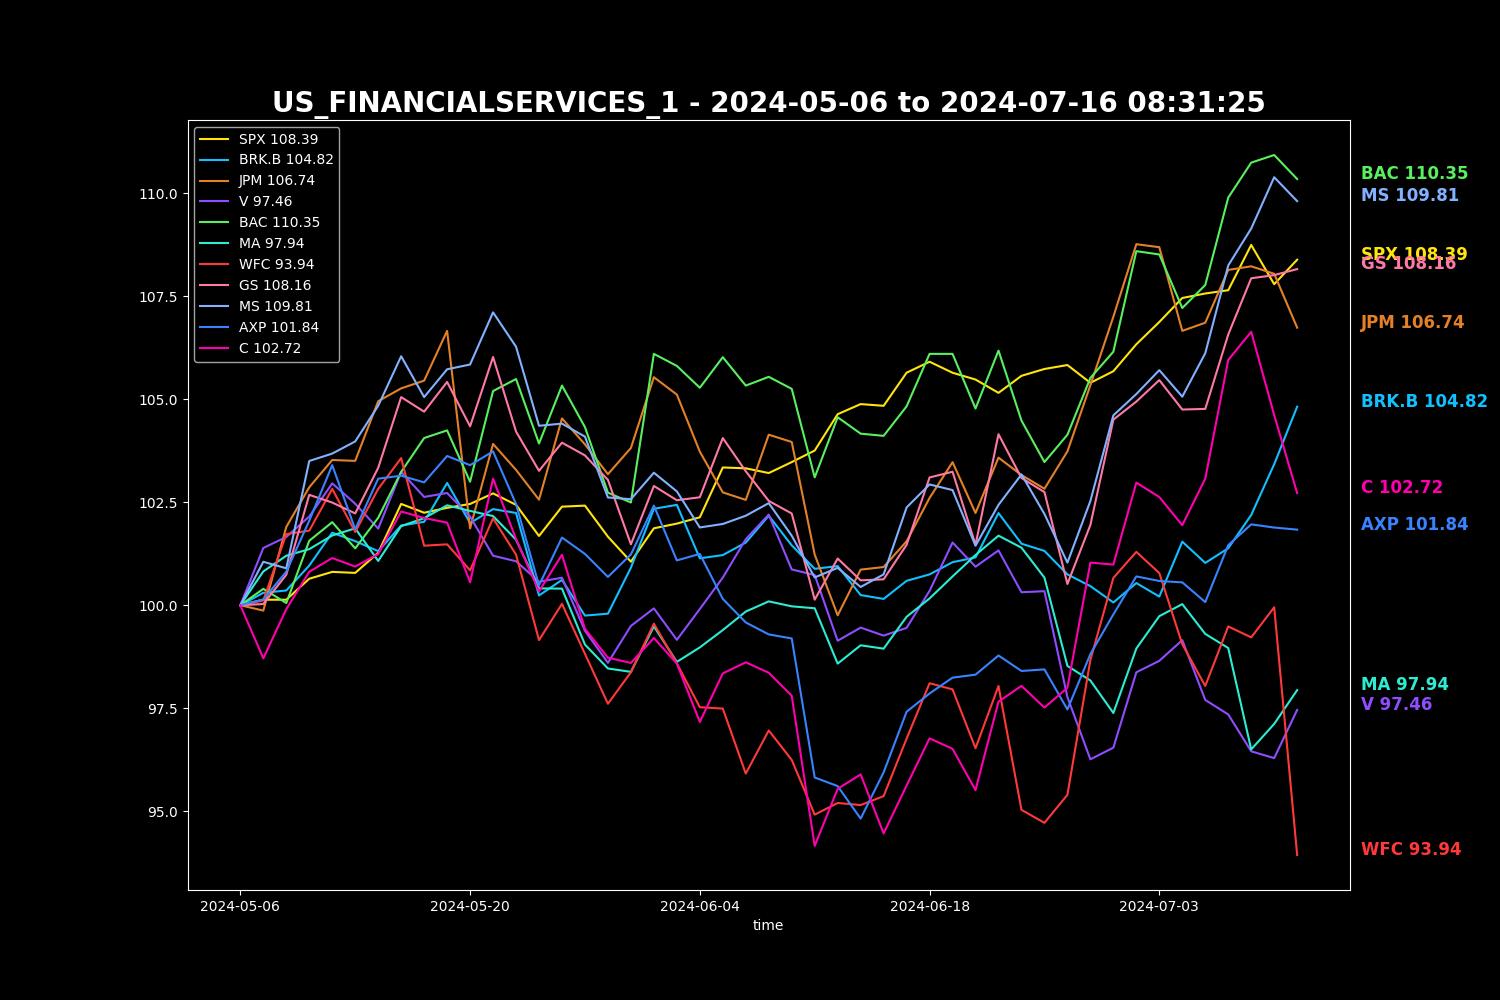 US_FINANCIALSERVICES_1 - 2024-05-06 to 2024-07-16 08:31:25
SPX 108.39
BRK.B 104.82
JPM 106.74
V 97.46
BAC 110.35
MA 97.94
WFC 93.94
GS 108.16
MS 109.81
AXP 101.84
C 102.72
110.0
107.5
105.0
102.5
100.0
97.5
95.0
2024-05-06
2024-05-20
2024-06-04
2024-06-18
2024-07-03
time
BAC 110.35
MS 109.81
SPX 108.39
GS 108.16
JPM 106.74
BRK.B 104.82
C 102.72
AXP 101.84
MA 97.94
V 97.46
WFC 93.94